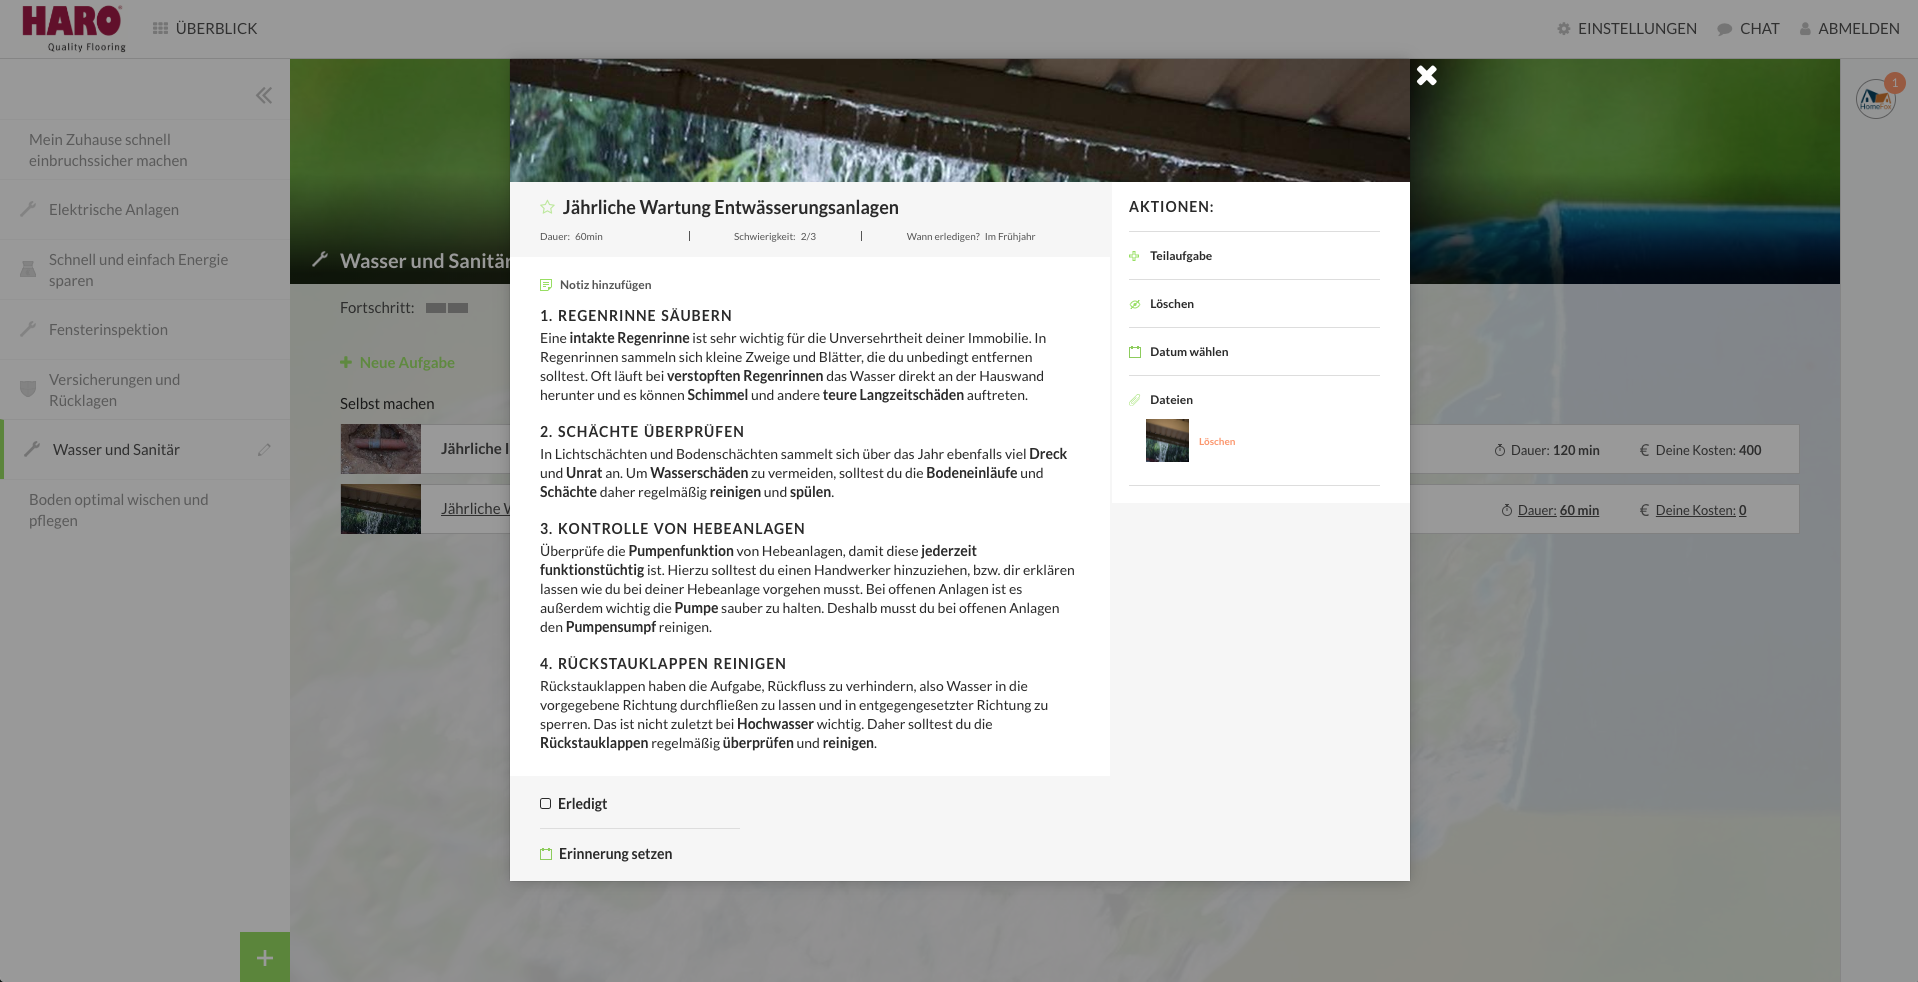 HARO
Quality Flooring
ÜBERBLICK
EINSTELLUNGEN
CHAT
ABMELDEN
1
HomeFox
Mein Zuhause schnell
einbruchssicher machen
Elektrische Anlagen
Schnell und einfach Energie
sparen
Fensterinspektion
Versicherungen und
Rücklagen
Wasser und Sanitär
Boden optimal wischen und
pflegen
Wasser und Sanitär
Fortschritt:
Neue Aufgabe
Selbst machen
Jährliche
Dauer: 120 min
Deine Kosten: 400
Jährliche
Dauer: 60 min
Deine Kosten: 0
Jährliche Wartung Entwässerungsanlagen
Dauer: 60min | Schwierigkeit: 2/3 | Wann erledigen? Im Frühjahr
Notiz hinzufügen
1. REGENRINNE SÄUBERN
Eine intakte Regenrinne ist sehr wichtig für die Unversehrtheit deiner Immobilie. In
Regenrinnen sammeln sich kleine Zweige und Blätter, die du unbedingt entfernen
solltest. Oft läuft bei verstopften Regenrinnen das Wasser direkt an der Hauswand
herunter und es können Schimmel und andere teure Langzeitschäden auftreten.
2. SCHÄCHTE ÜBERPRÜFEN
In Lichtschächten und Bodenschächten sammelt sich über das Jahr ebenfalls viel Dreck
und Unrat an. Um Wasserschäden zu vermeiden, solltest du die Bodeneinläufe und
Schächte daher regelmäßig reinigen und spülen.
3. KONTROLLE VON HEBEANLAGEN
Überprüfe die Pumpenfunktion von Hebeanlagen, damit diese jederzeit
funktionstüchtig ist. Hierzu solltest du einen Handwerker hinzuziehen, bzw. dir erklären
lassen wie du bei deiner Hebeanlage vorgehen musst. Bei offenen Anlagen ist es
außerdem wichtig die Pumpe sauber zu halten. Deshalb musst du bei offenen Anlagen
den Pumpensumpf reinigen.
4. RÜCKSTAUKLAPPEN REINIGEN
Rückstauklappen haben die Aufgabe, Rückfluss zu verhindern, also Wasser in die
vorgegebene Richtung durchfließen zu lassen und in entgegengesetzter Richtung zu
sperren. Das ist nicht zuletzt bei Hochwasser wichtig. Daher solltest du die
Rückstauklappen regelmäßig überprüfen und reinigen.
Erledigt
Erinnerung setzen
AKTIONEN:
Teilaufgabe
Löschen
Datum wählen
Dateien
Löschen